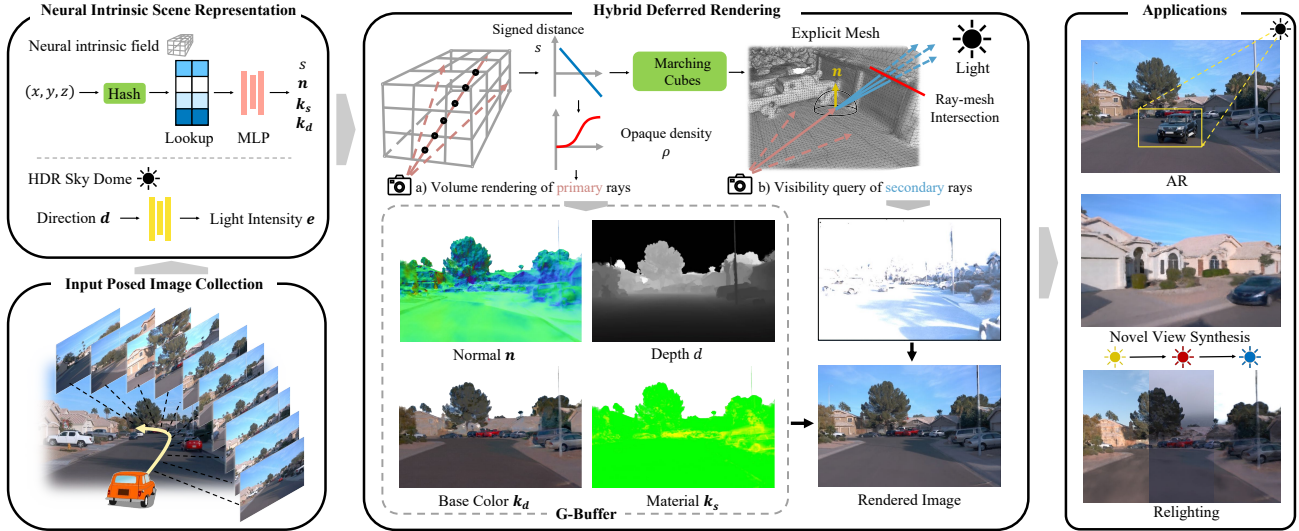 Neural Intrinsic Scene Representation
Neural intrinsic field
(x, y, z)
Hash
Lookup
MLP
s
n
k_s
k_d
HDR Sky Dome
Direction d
Light Intensity e
Input Posed Image Collection
Hybrid Deferred Rendering
Signed distance
s
Marching
Cubes
Opaque density
ρ
Explicit Mesh
n
Light
Ray-mesh
Intersection
a) Volume rendering of primary rays
b) Visibility query of secondary rays
Normal n
Depth d
Base Color k_d
Material k_s
G-Buffer
Rendered Image
Applications
AR
Novel View Synthesis
Relighting